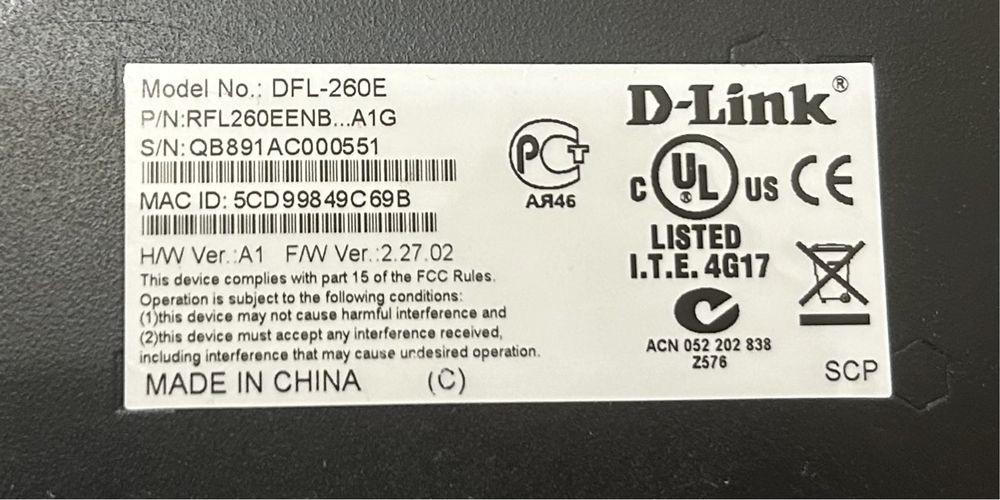 Model No.: DFL-260E
P/N:RFL260EENB...A1G
S/N: QB891AC000551
MAC ID: 5CD99849C69B
H/W Ver.:A1 F/W Ver.:2.27.02
This device complies with part 15 of the FCC Rules.
Operation is subject to the following conditions:
(1)this device may not cause harmful interference and
(2)this device must accept any interference received,
including interference that may cause undesired operation.
MADE IN CHINA (C)
РСТ
АЯ46
D-Link®
C UL® US CE
LISTED
I.T.E. 4G17
ACN 052 202 838
Z576
SCP